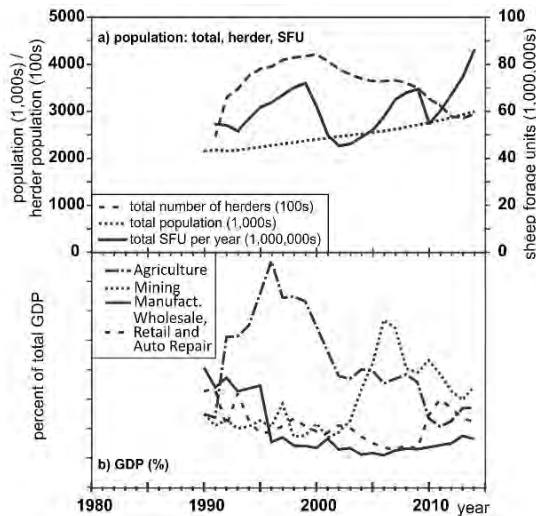 5000
4000
3000
2000
1000
0
population (1,000s) /
herder population (100s)
a) population: total, herder, SFU
100
80
60
40
20
0
sheep forage units (1,000.000s)
total number of herders (100s)
total population (1,000s)
total SFU per year (1,000,000s)
Agriculture
Mining
Manufact.
Wholesale,
Retail and
Auto Repair
percent of total GDP
b) GDP (%)
1980
1990
2000
2010
year